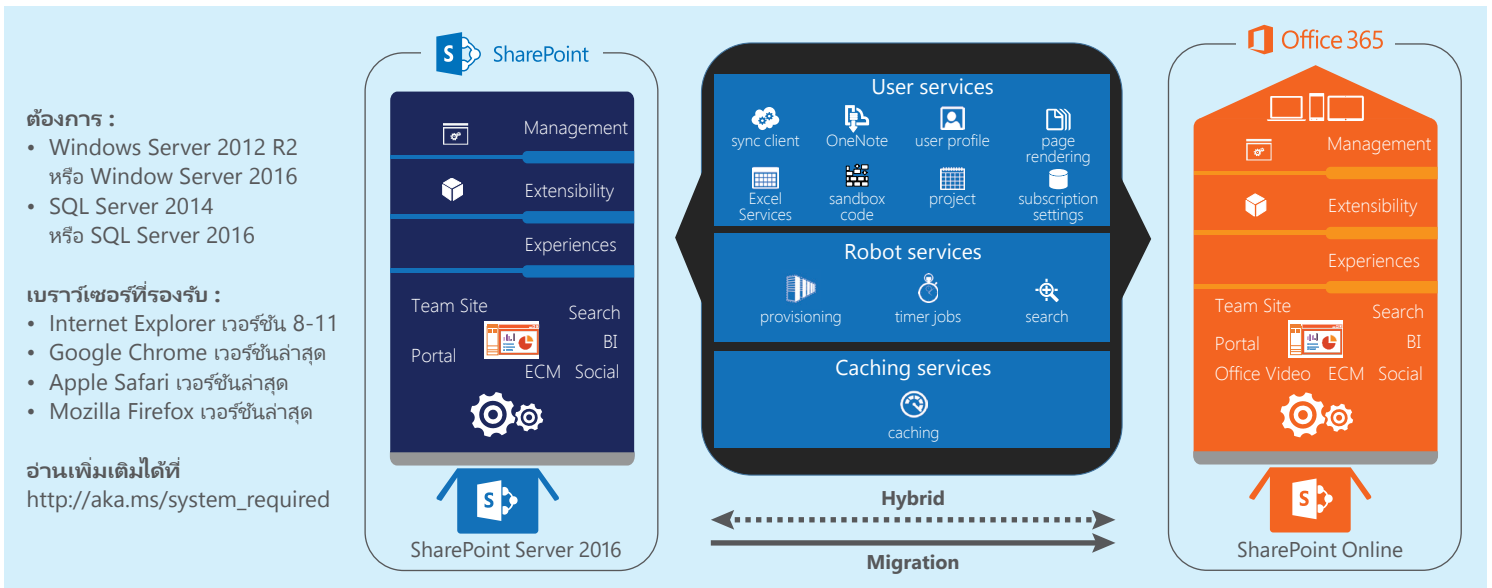 ต้องการ :
• Windows Server 2012 R2
หรือ Window Server 2016
• SQL Server 2014
หรือ SQL Server 2016
เบราว์เซอร์ที่รองรับ :
• Internet Explorer เวอร์ชัน 8-11
• Google Chrome เวอร์ชันล่าสุด
• Apple Safari เวอร์ชันล่าสุด
• Mozilla Firefox เวอร์ชันล่าสุด
อ่านเพิ่มเติมได้ที่
http://aka.ms/system_required
S SharePoint
Management
Extensibility
Experiences
Team Site
Search
Portal
BI
ECM Social
S
SharePoint Server 2016
User services
sync client
OneNote
user profile
page
rendering
Excel
Services
sandbox
code
project
subscription
settings
Robot services
provisioning
timer jobs
search
Caching services
caching
Hybrid
Migration
Office 365
Management
Extensibility
Experiences
Team Site
Search
Portal
BI
Office Video ECM Social
S
SharePoint Online